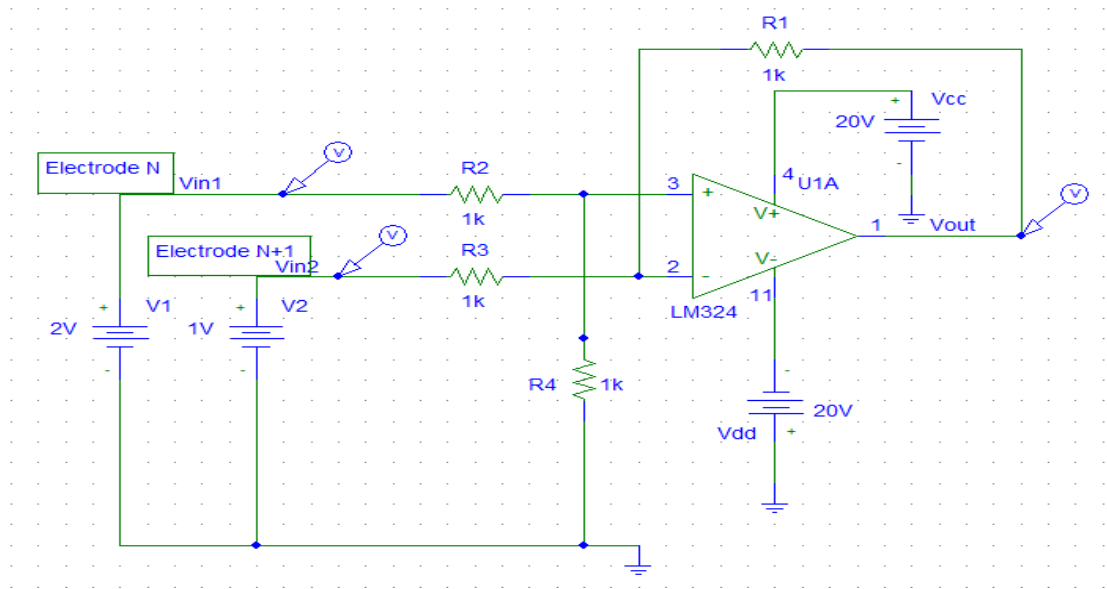 R1
1k
Vcc
20V
+
-
Electrode N
Vin1
V
R2
1k
3
+
4
U1A
V+
1
Vout
V
Electrode N+1
Vin2
V
R3
1k
2
-
V-
11
LM324
+
V1
2V
-
+
V2
1V
-
R4
1k
-
20V
Vdd
+